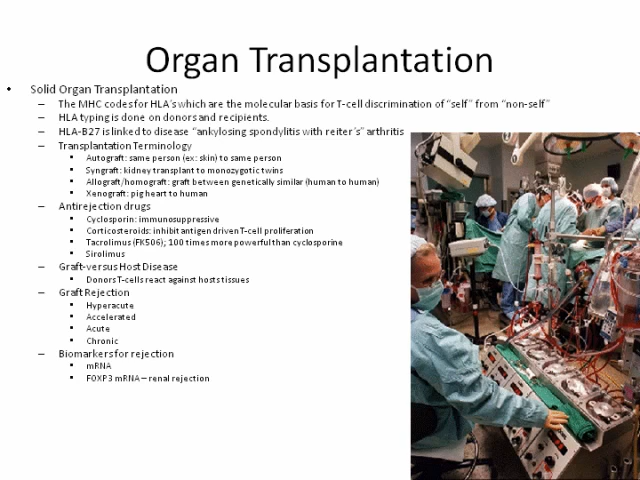 Organ Transplantation
• Solid Organ Transplantation
– The MHC codes for HLA's which are the molecular basis for T-cell discrimination of "self" from "non-self"
– HLA typing is done on donors and recipients.
– HLA-B27 is linked to disease "ankylosing spondylitis with reiter's" arthritis
– Transplantation Terminology
▪ Autograft: same person (ex: skin) to same person
▪ Syngraft: kidney transplant to monozygotic twins
▪ Allograft/homograft: graft between genetically similar (human to human)
▪ Xenograft: pig heart to human
– Antirejection drugs
▪ Cyclosporin: immunosuppressive
▪ Corticosteroids: inhibit antigen driven T-cell proliferation
▪ Tacrolimus (FK506); 100 times more powerful than cyclosporine
▪ Sirolimus
– Graft-versus Host Disease
▪ Donors T-cells react against hosts tissues
– Graft Rejection
▪ Hyperacute
▪ Accelerated
▪ Acute
▪ Chronic
– Biomarkers for rejection
▪ mRNA
▪ FOXP3 mRNA – renal rejection